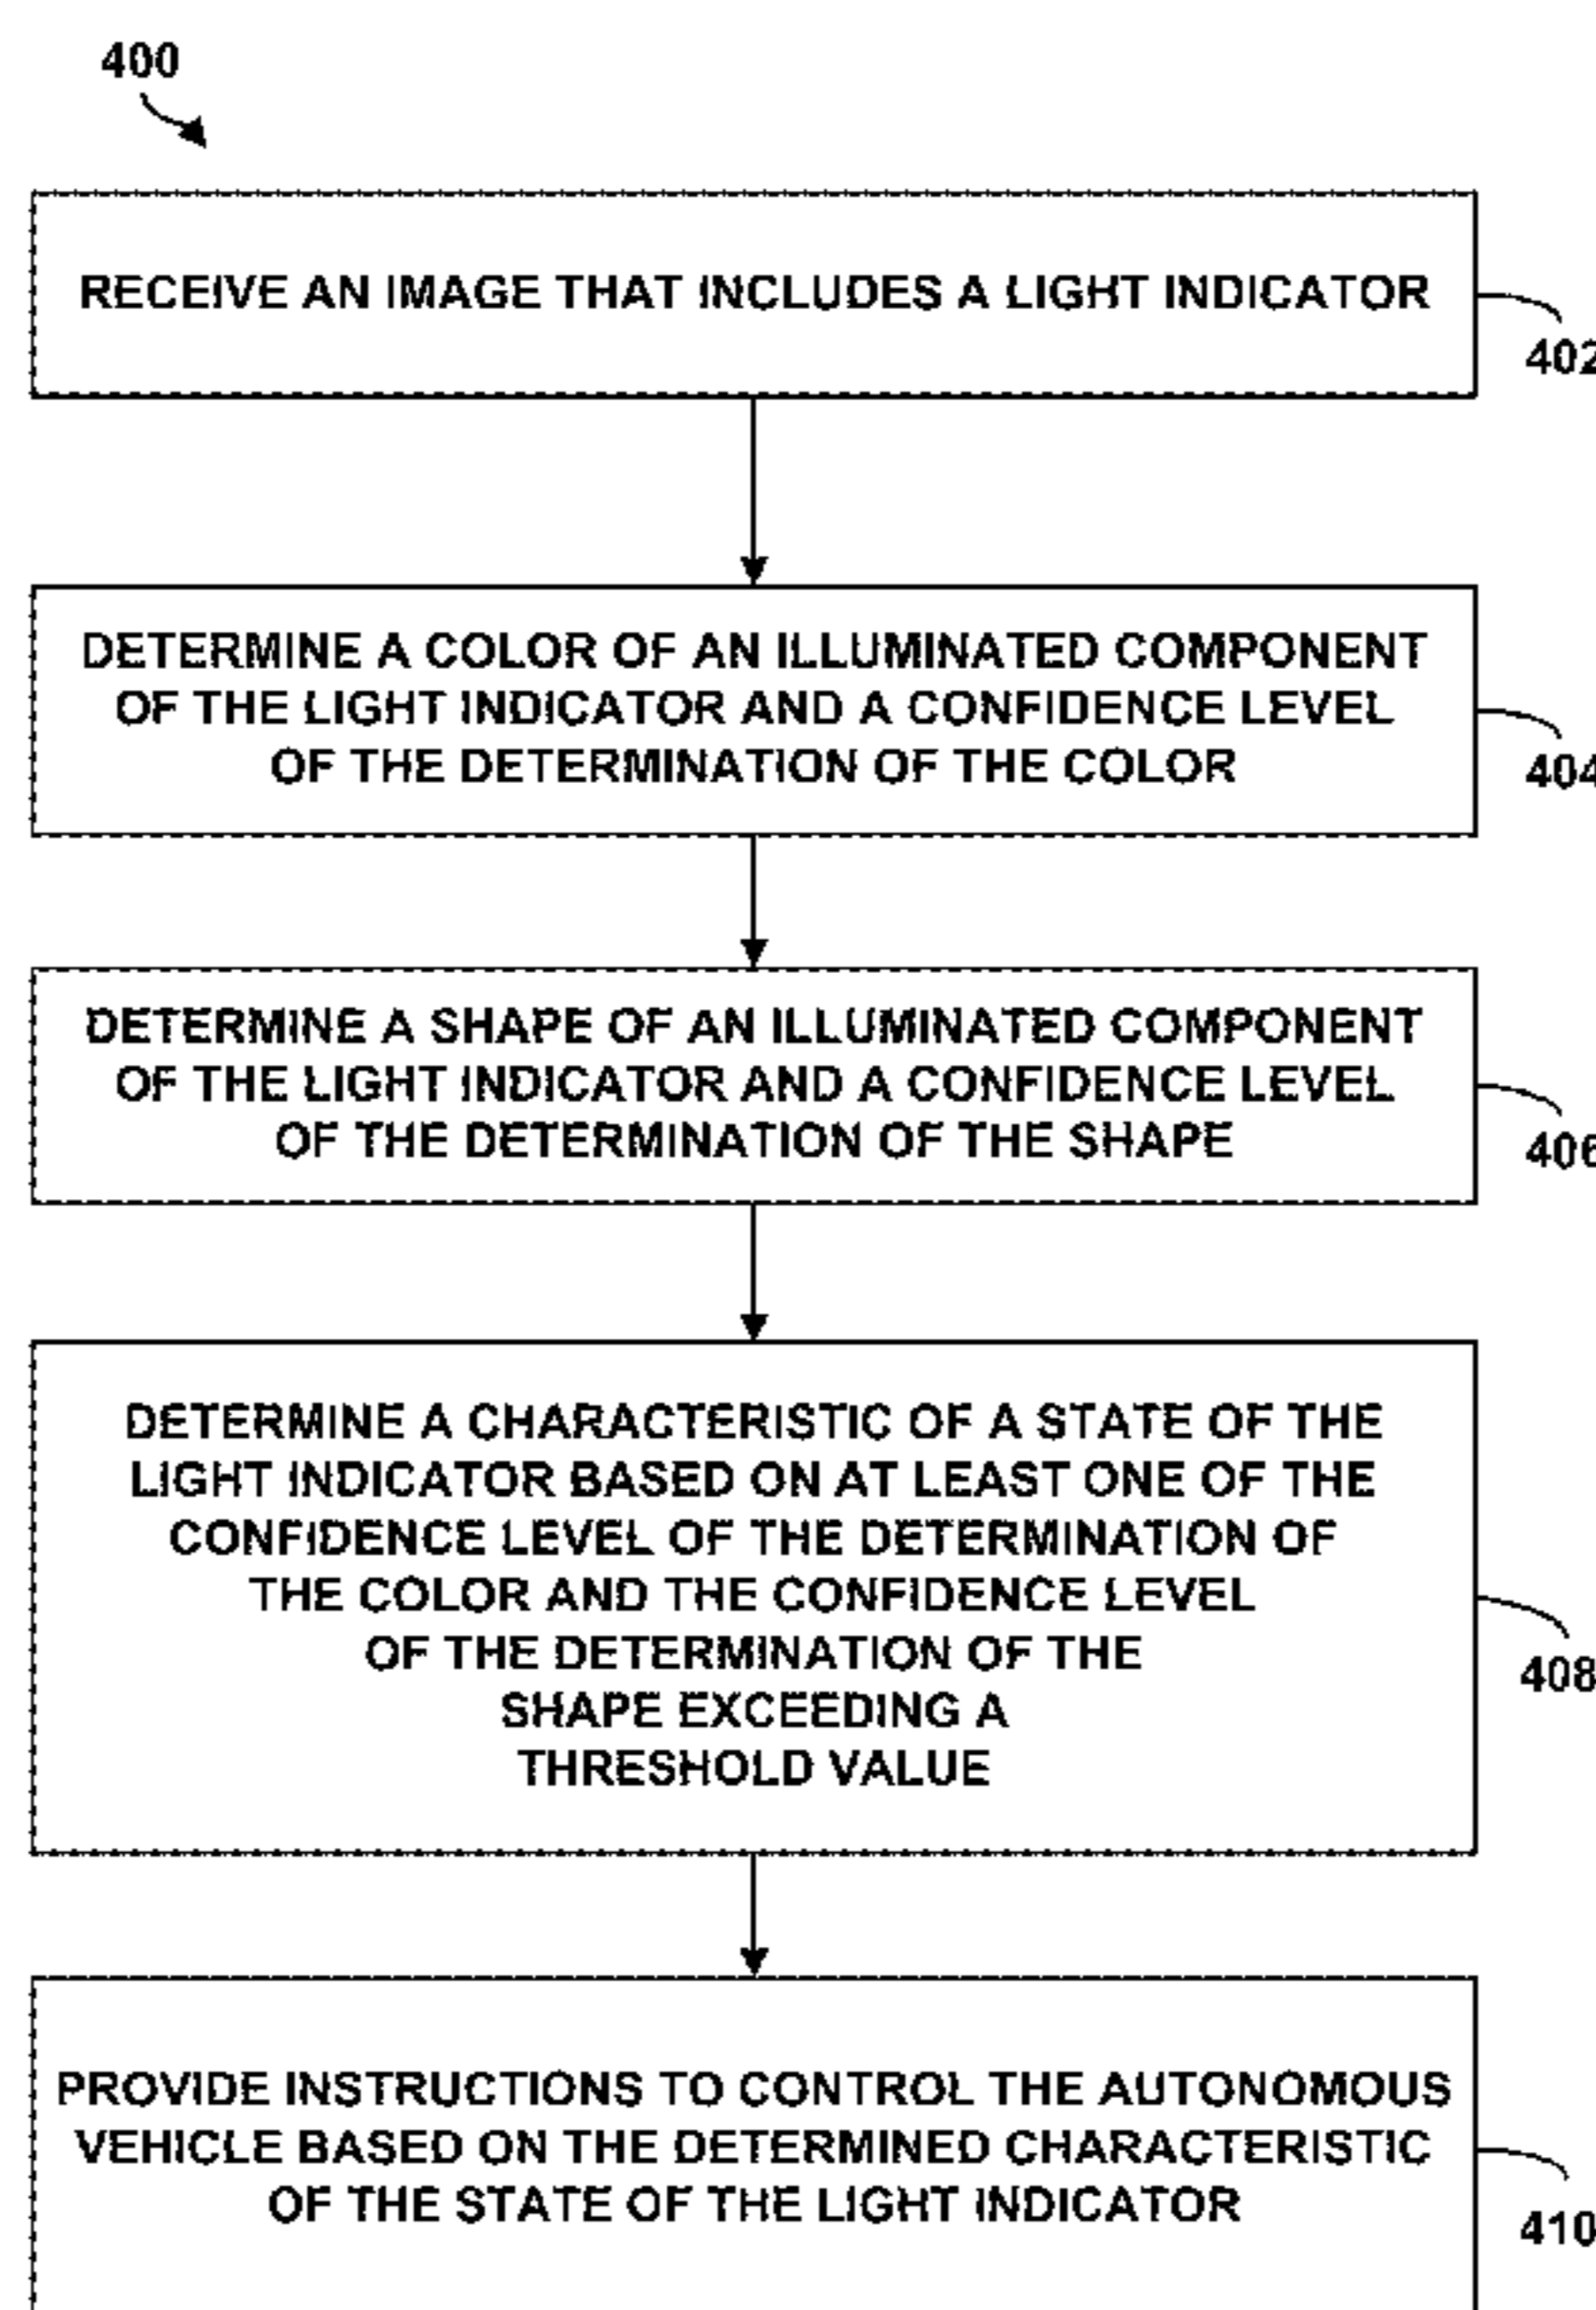 400
RECEIVE AN IMAGE THAT INCLUDES A LIGHT INDICATOR
402
DETERMINE A COLOR OF AN ILLUMINATED COMPONENT
OF THE LIGHT INDICATOR AND A CONFIDENCE LEVEL
OF THE DETERMINATION OF THE COLOR
404
DETERMINE A SHAPE OF AN ILLUMINATED COMPONENT
OF THE LIGHT INDICATOR AND A CONFIDENCE LEVEL
OF THE DETERMINATION OF THE SHAPE
406
DETERMINE A CHARACTERISTIC OF A STATE OF THE
LIGHT INDICATOR BASED ON AT LEAST ONE OF THE
CONFIDENCE LEVEL OF THE DETERMINATION OF
THE COLOR AND THE CONFIDENCE LEVEL
OF THE DETERMINATION OF THE
SHAPE EXCEEDING A
THRESHOLD VALUE
408
PROVIDE INSTRUCTIONS TO CONTROL THE AUTONOMOUS
VEHICLE BASED ON THE DETERMINED CHARACTERISTIC
OF THE STATE OF THE LIGHT INDICATOR
410